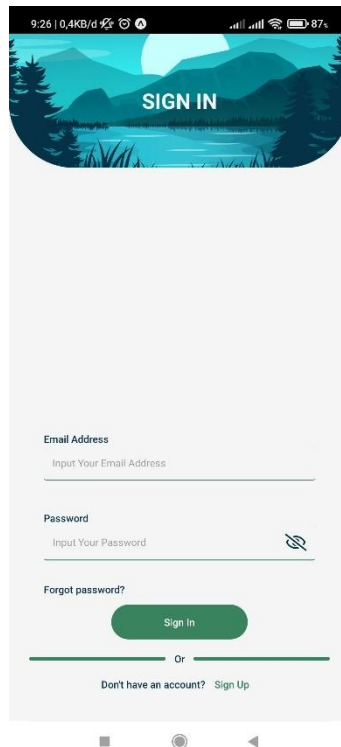 9:26 | 0,4KB/d
87%
SIGN IN
Email Address
Input Your Email Address
Password
Input Your Password
Forgot password?
Sign In
Or
Don't have an account? Sign Up